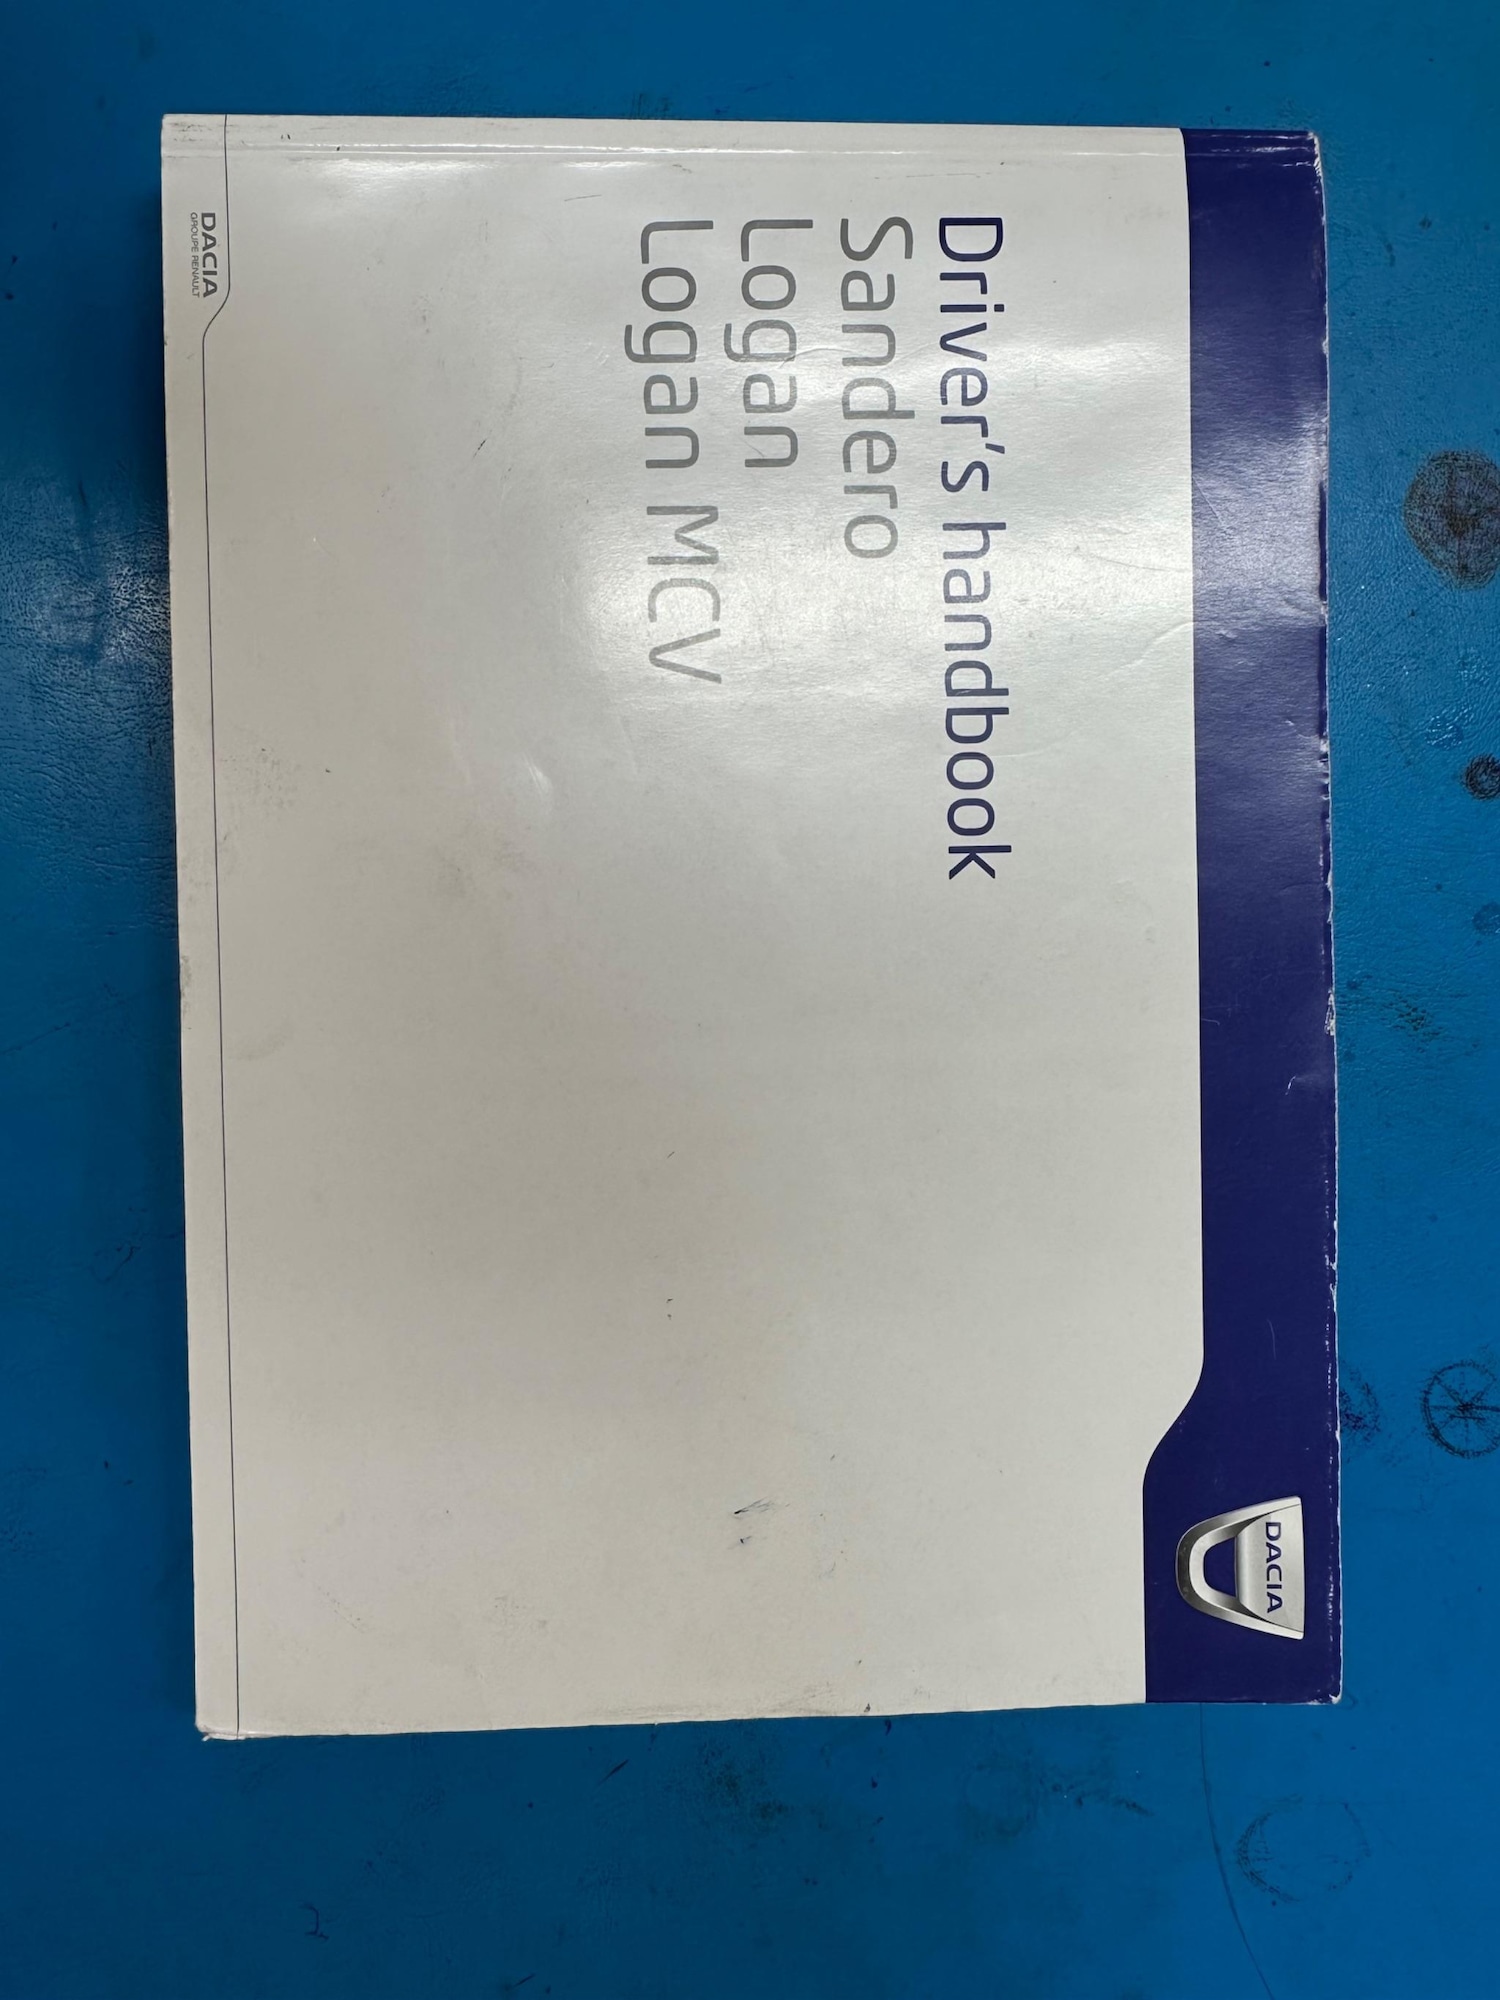 DACIA
Driver's handbook
Sandero
Logan
Logan MCV
DACIA
GROUPE RENAULT